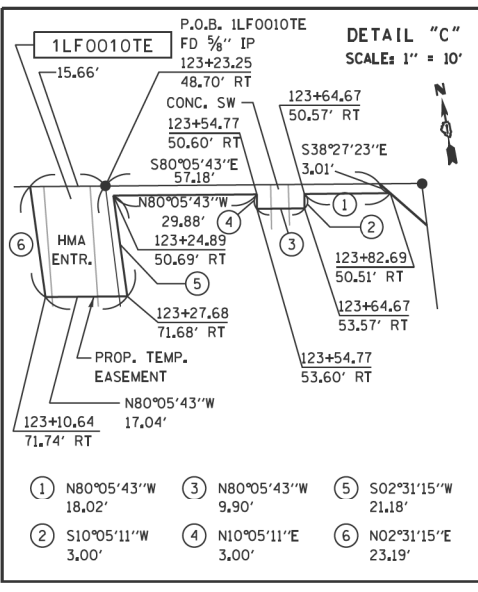 P.O.B. 1LF0010TE
FD 5/8" IP
123+23.25
48.70' RT
DETAIL "C"
SCALE: 1" = 10'
1LF0010TE
15.66'
N
CONC. SW
123+54.77
50.60' RT
123+64.67
50.57' RT
S38°27'23"E
3.01'
S80°05'43"E
57.18'
N80°05'43"W
29.88'
123+24.89
50.69' RT
4
1
2
3
5
6
HMA
ENTR.
123+82.69
50.51' RT
123+27.68
71.68' RT
123+64.67
53.57' RT
123+54.77
53.60' RT
PROP. TEMP.
EASEMENT
N80°05'43"W
17.04'
123+10.64
71.74' RT
1 N80°05'43"W
18.02'
3 N80°05'43"W
9.90'
5 S02°31'15"W
21.18'
2 S10°05'11"W
3.00'
4 N10°05'11"E
3.00'
6 N02°31'15"E
23.19'